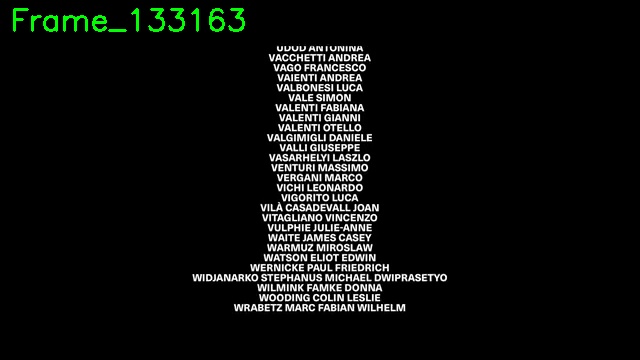 Frame_133163
UDOD ANTONINA
VACCHETTI ANDREA
VAGO FRANCESCO
VAIENTI ANDREA
VALBONESI LUCA
VALE SIMON
VALENTI FABIANA
VALENTI GIANNI
VALENTI OTELLO
VALGIMIGLI DANIELE
VALLI GIUSEPPE
VASARHELYI LASZLO
VENTURI MASSIMO
VERGANI MARCO
VICHI LEONARDO
VIGORITO LUCA
VILÀ CASADEVALL JOAN
VITAGLIANO VINCENZO
VULPHIE JULIE-ANNE
WAITE JAMES CASEY
WARMUZ MIROSLAW
WATSON ELIOT EDWIN
WERNICKE PAUL FRIEDRICH
WIDJANARKO STEPHANUS MICHAEL DWIPRASETYO
WILMINK FAMKE DONNA
WOODING COLIN LESLIE
WRABETZ MARC FABIAN WILHELM